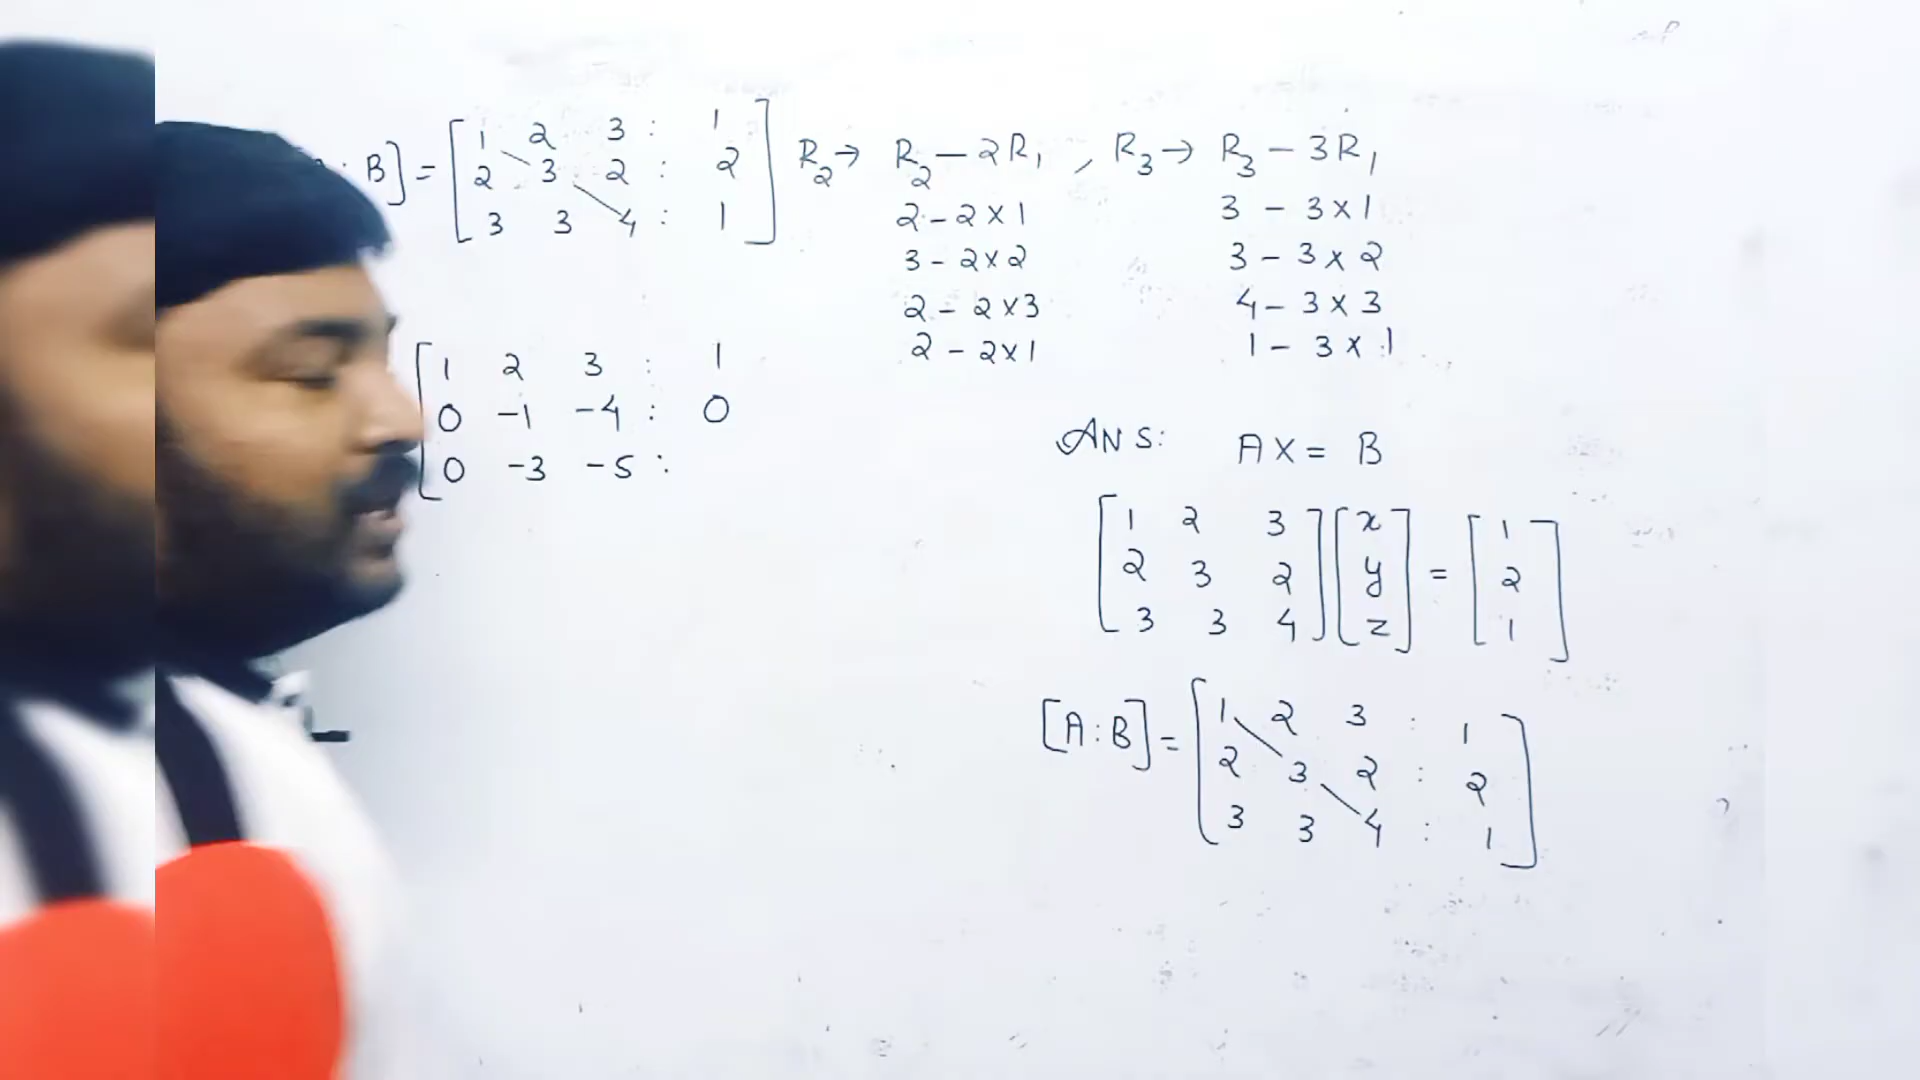 : B] = [1 2 3 : 1
2 3 2 : 2
3 3 4 : 1]
R₂ → R₂ - 2R₁ , R₃ → R₃ - 3R₁
2 - 2 x 1
3 - 2 x 2
2 - 2 x 3
2 - 2 x 1
3 - 3 x 1
3 - 3 x 2
4 - 3 x 3
1 - 3 x 1
[1 2 3 : 1
0 -1 -4 : 0
0 -3 -5 :
ANS: AX = B
[1 2 3
2 3 2
3 3 4] [x
y
z] = [1
2
1]
[A : B] = [1 2 3 : 1
2 3 2 : 2
3 3 4 : 1]